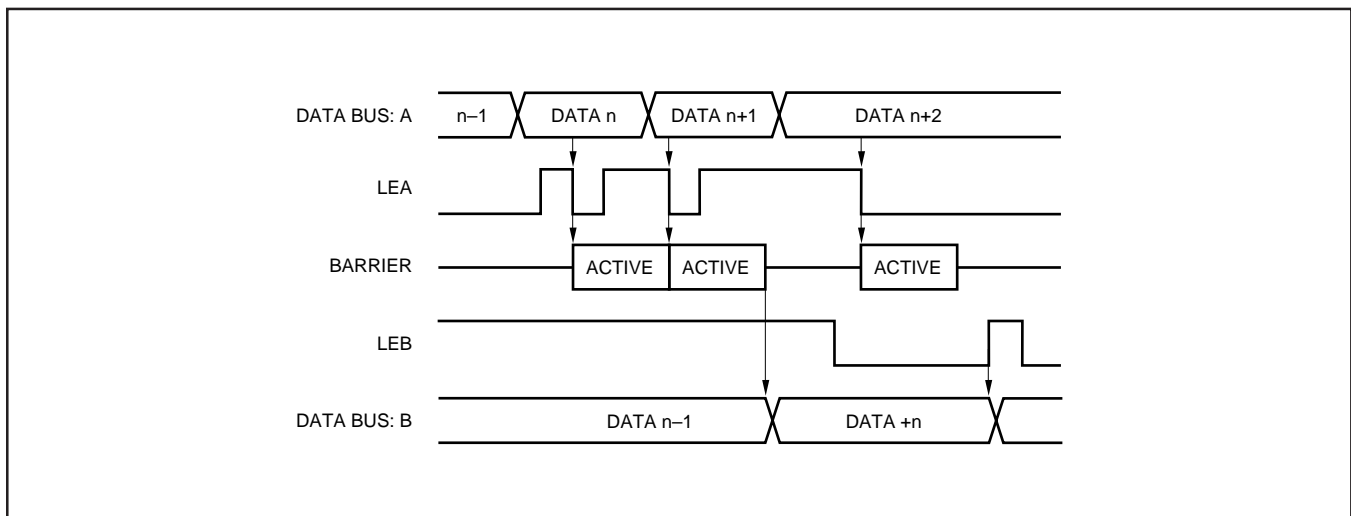 DATA BUS: A n–1 DATA n DATA n+1 DATA n+2
LEA
BARRIER ACTIVE ACTIVE ACTIVE
LEB
DATA BUS: B DATA n–1 DATA +n